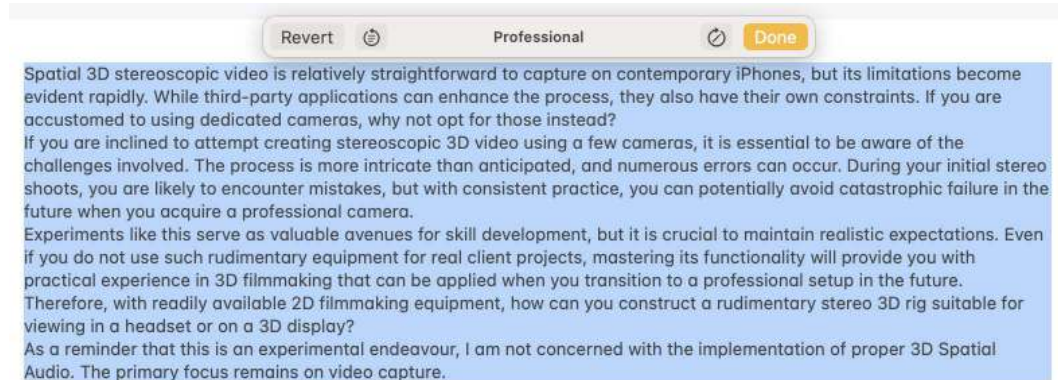 Revert Professional Done
Spatial 3D stereoscopic video is relatively straightforward to capture on contemporary iPhones, but its limitations become
evident rapidly. While third-party applications can enhance the process, they also have their own constraints. If you are
accustomed to using dedicated cameras, why not opt for those instead?
If you are inclined to attempt creating stereoscopic 3D video using a few cameras, it is essential to be aware of the
challenges involved. The process is more intricate than anticipated, and numerous errors can occur. During your initial stereo
shoots, you are likely to encounter mistakes, but with consistent practice, you can potentially avoid catastrophic failure in the
future when you acquire a professional camera.
Experiments like this serve as valuable avenues for skill development, but it is crucial to maintain realistic expectations. Even
if you do not use such rudimentary equipment for real client projects, mastering its functionality will provide you with
practical experience in 3D filmmaking that can be applied when you transition to a professional setup in the future.
Therefore, with readily available 2D filmmaking equipment, how can you construct a rudimentary stereo 3D rig suitable for
viewing in a headset or on a 3D display?
As a reminder that this is an experimental endeavour, I am not concerned with the implementation of proper 3D Spatial
Audio. The primary focus remains on video capture.